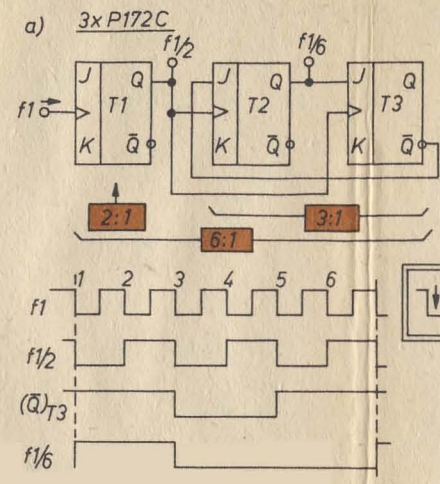 a) 3x P172C
f1/2 f1/6
J Q J Q J Q
f1 T1 T2 T3
K Q̄ K Q̄ K Q̄
2:1 3:1
6:1
1 2 3 4 5 6
f1
f1/2
(Q̄)T3
f1/6